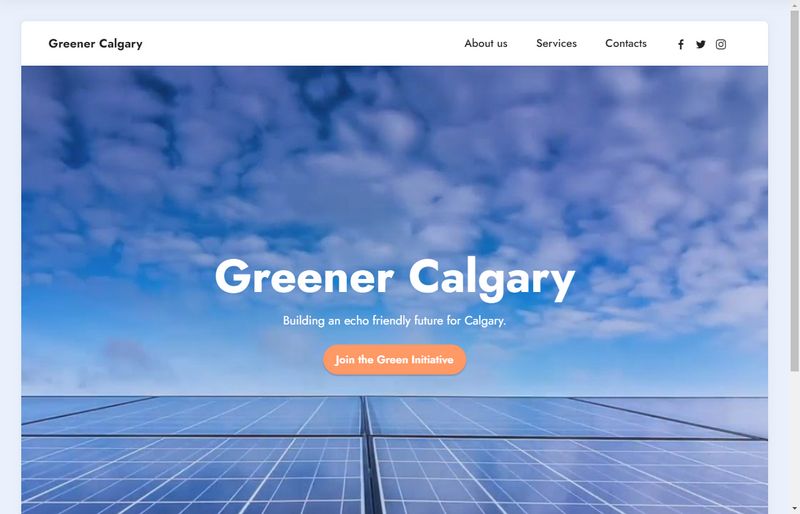 Greener Calgary
About us Services Contacts
Greener Calgary
Building an echo friendly future for Calgary.
Join the Green Initiative